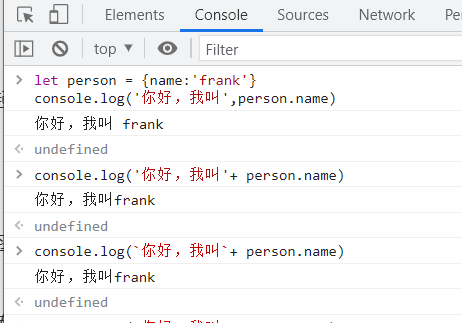 Elements Console Sources Network
top Filter
let person = {name:'frank'}
console.log('你好，我叫',person.name)
你好，我叫 frank
undefined
console.log('你好，我叫'+ person.name)
你好，我叫frank
undefined
console.log(`你好，我叫`+ person.name)
你好，我叫frank
undefined